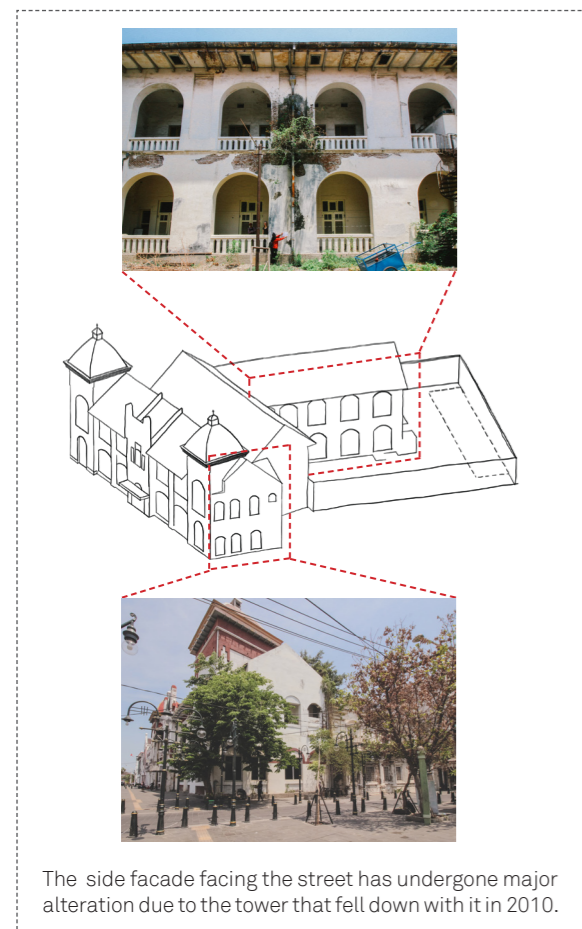 The side facade facing the street has undergone major
alteration due to the tower that fell down with it in 2010.